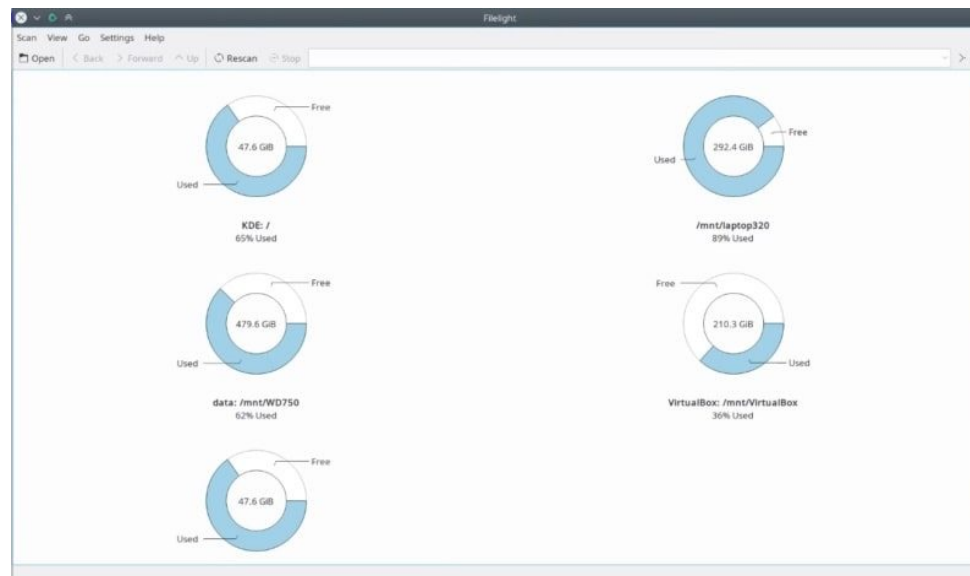 Filelight
Scan View Go Settings Help
Open Back Forward Up Rescan Stop
Free
47.6 GiB
Used
KDE: /
65% Used
Free
292.4 GiB
Used
/mnt/laptop320
89% Used
Free
479.6 GiB
Used
data: /mnt/WD750
62% Used
Free
210.3 GiB
Used
VirtualBox: /mnt/VirtualBox
36% Used
Free
47.6 GiB
Used